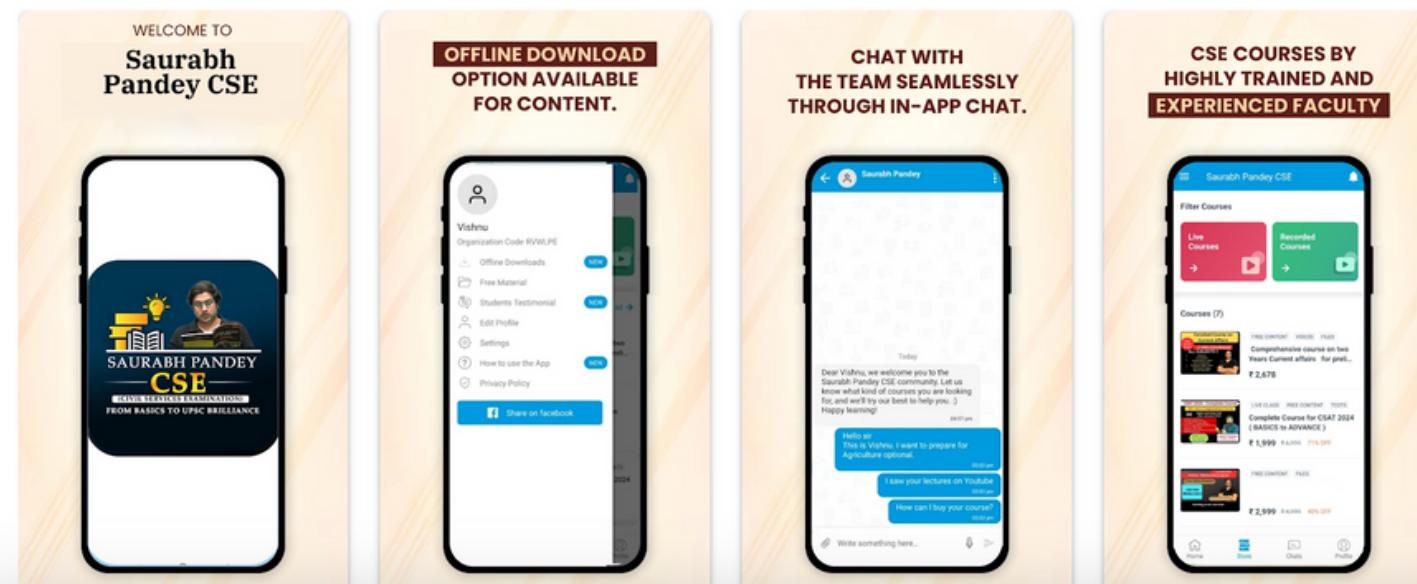 WELCOME TO
Saurabh
Pandey CSE
SAURABH PANDEY
CSE
(CIVIL SERVICES EXAMINATION)
FROM BASICS TO UPSC BRILLIANCE
OFFLINE DOWNLOAD
OPTION AVAILABLE
FOR CONTENT.
Vishnu
Organization Code RVWLPE
Offline Downloads NEW
Free Material
Students Testimonial NEW
Edit Profile
Settings
How to use the App NEW
Privacy Policy
Share on facebook
2024
CHAT WITH
THE TEAM SEAMLESSLY
THROUGH IN-APP CHAT.
Saurabh Pandey
Today
Dear Vishnu, we welcome you to the
Saurabh Pandey CSE community. Let us
know what kind of courses you are looking
for, and we'll try our best to help you. :)
Happy learning!
Hello sir
This is Vishnu. I want to prepare for
Agriculture optional.
I saw your lectures on Youtube
How can I buy your course?
Write something here...
CSE COURSES BY
HIGHLY TRAINED AND
EXPERIENCED FACULTY
Saurabh Pandey CSE
Filter Courses
Live
Courses
Recorded
Courses
Courses (7)
FREE CONTENT VIDEOS FILES
Comprehensive course on two
Years Current affairs for preli...
₹ 2,678
LIVE CLASS FREE CONTENT TESTS
Complete Course for CSAT 2024
( BASICS to ADVANCE )
₹ 1,999 71% OFF
FREE CONTENT FILES
₹ 2,999 40% OFF
Home
Store
Chats
Profile